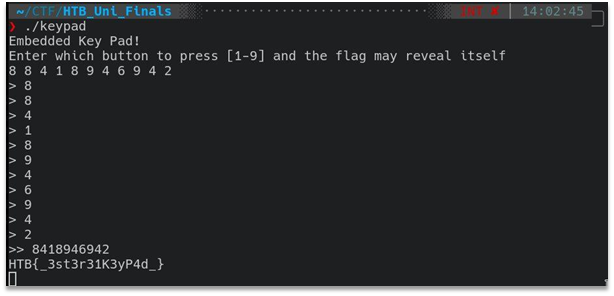 ~/CTF/HTB_Uni_Finals 14:02:45
❯ ./keypad
Embedded Key Pad!
Enter which button to press [1-9] and the flag may reveal itself
8 8 4 1 8 9 4 6 9 4 2
> 8
> 8
> 4
> 1
> 8
> 9
> 4
> 6
> 9
> 4
> 2
>> 8418946942
HTB{_3st3r31K3yP4d_}